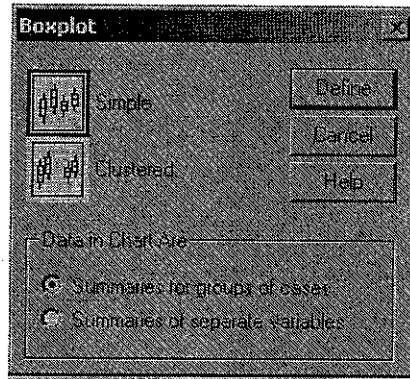 Boxplot
Simple
Clustered
Define
Cancel
Help
Data in Chart Are
Summaries for groups of cases
Summaries of separate variables